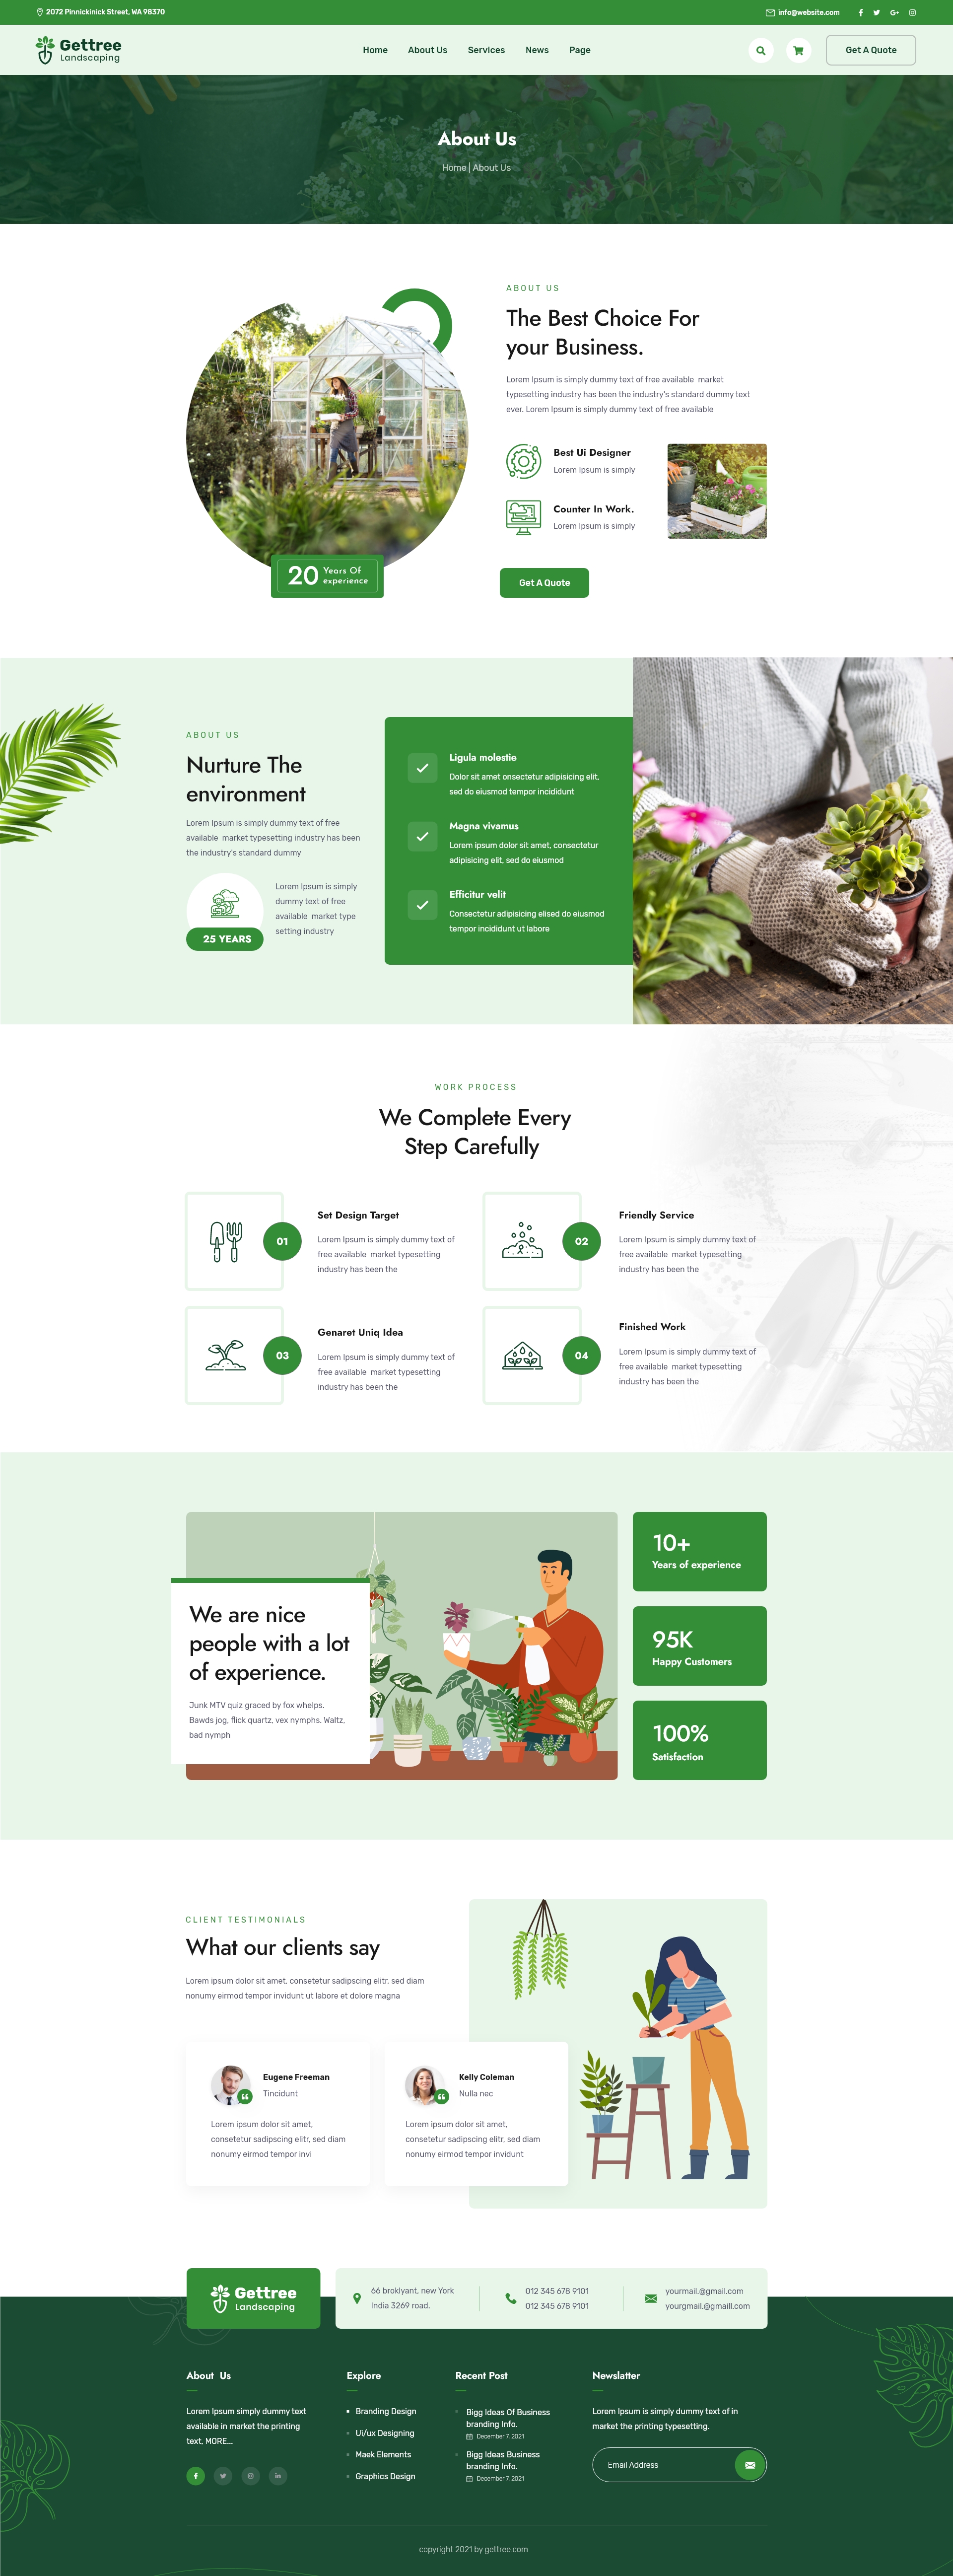 2072 Pinnickinick Street, WA 98370
info@website.com
Gettree
Landscaping
Home
About Us
Services
News
Page
Get A Quote
About Us
Home | About Us
20 Years Of
experience
ABOUT US
The Best Choice For
your Business.
Lorem Ipsum is simply dummy text of free available market
typesetting industry has been the industry's standard dummy text
ever. Lorem Ipsum is simply dummy text of free available
Best Ui Designer
Lorem Ipsum is simply
Counter In Work.
Lorem Ipsum is simply
Get A Quote
ABOUT US
Nurture The
environment
Lorem Ipsum is simply dummy text of free
available market typesetting industry has been
the industry's standard dummy
25 YEARS
Lorem Ipsum is simply
dummy text of free
available market type
setting industry
Ligula molestie
Dolor sit amet onsectetur adipisicing elit,
sed do eiusmod tempor incididunt
Magna vivamus
Lorem ipsum dolor sit amet, consectetur
adipisicing elit, sed do eiusmod
Efficitur velit
Consectetur adipisicing elised do eiusmod
tempor incididunt ut labore
WORK PROCESS
We Complete Every
Step Carefully
01
Set Design Target
Lorem Ipsum is simply dummy text of
free available market typesetting
industry has been the
02
Friendly Service
Lorem Ipsum is simply dummy text of
free available market typesetting
industry has been the
03
Genaret Uniq Idea
Lorem Ipsum is simply dummy text of
free available market typesetting
industry has been the
04
Finished Work
Lorem Ipsum is simply dummy text of
free available market typesetting
industry has been the
We are nice
people with a lot
of experience.
Junk MTV quiz graced by fox whelps.
Bawds jog, flick quartz, vex nymphs. Waltz,
bad nymph
10+
Years of experience
95K
Happy Customers
100%
Satisfaction
CLIENT TESTIMONIALS
What our clients say
Lorem ipsum dolor sit amet, consetetur sadipscing elitr, sed diam
nonumy eirmod tempor invidunt ut labore et dolore magna
Eugene Freeman
Tincidunt
Lorem ipsum dolor sit amet,
consetetur sadipscing elitr, sed diam
nonumy eirmod tempor invi
Kelly Coleman
Nulla nec
Lorem ipsum dolor sit amet,
consetetur sadipscing elitr, sed diam
nonumy eirmod tempor invidunt
Gettree
Landscaping
66 broklyant, new York
India 3269 road.
012 345 678 9101
012 345 678 9101
yourmail.@gmail.com
yourgmail.@gmaill.com
About Us
Lorem Ipsum simply dummy text
available in market the printing
text, MORE...
Explore
Branding Design
Ui/ux Designing
Maek Elements
Graphics Design
Recent Post
Bigg Ideas Of Business
branding Info.
December 7, 2021
Bigg Ideas Business
branding Info.
December 7, 2021
Newslatter
Lorem Ipsum is simply dummy text of in
market the printing typesetting.
Email Address
copyright 2021 by gettree.com